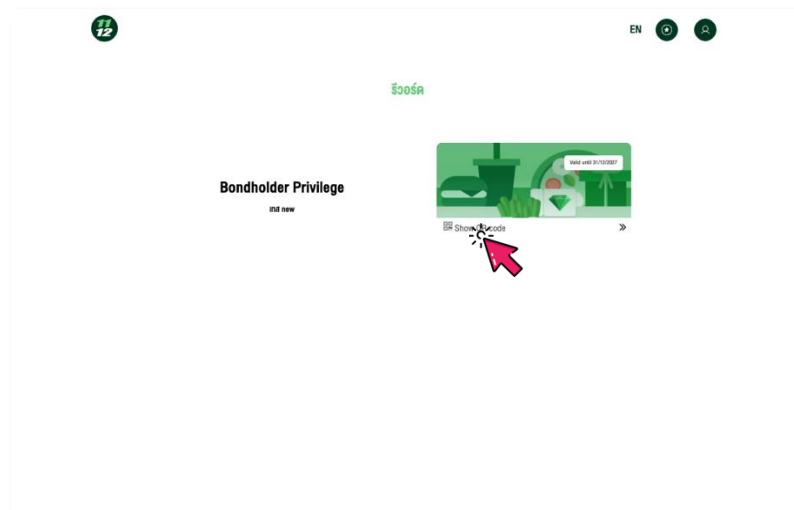 11
12
EN
รีวอร์ด
Valid until 31/12/2027
Bondholder Privilege
เทส new
Show QR code